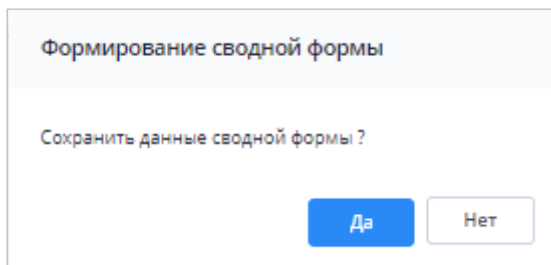 Формирование сводной формы
Сохранить данные сводной формы ?
Да
Нет